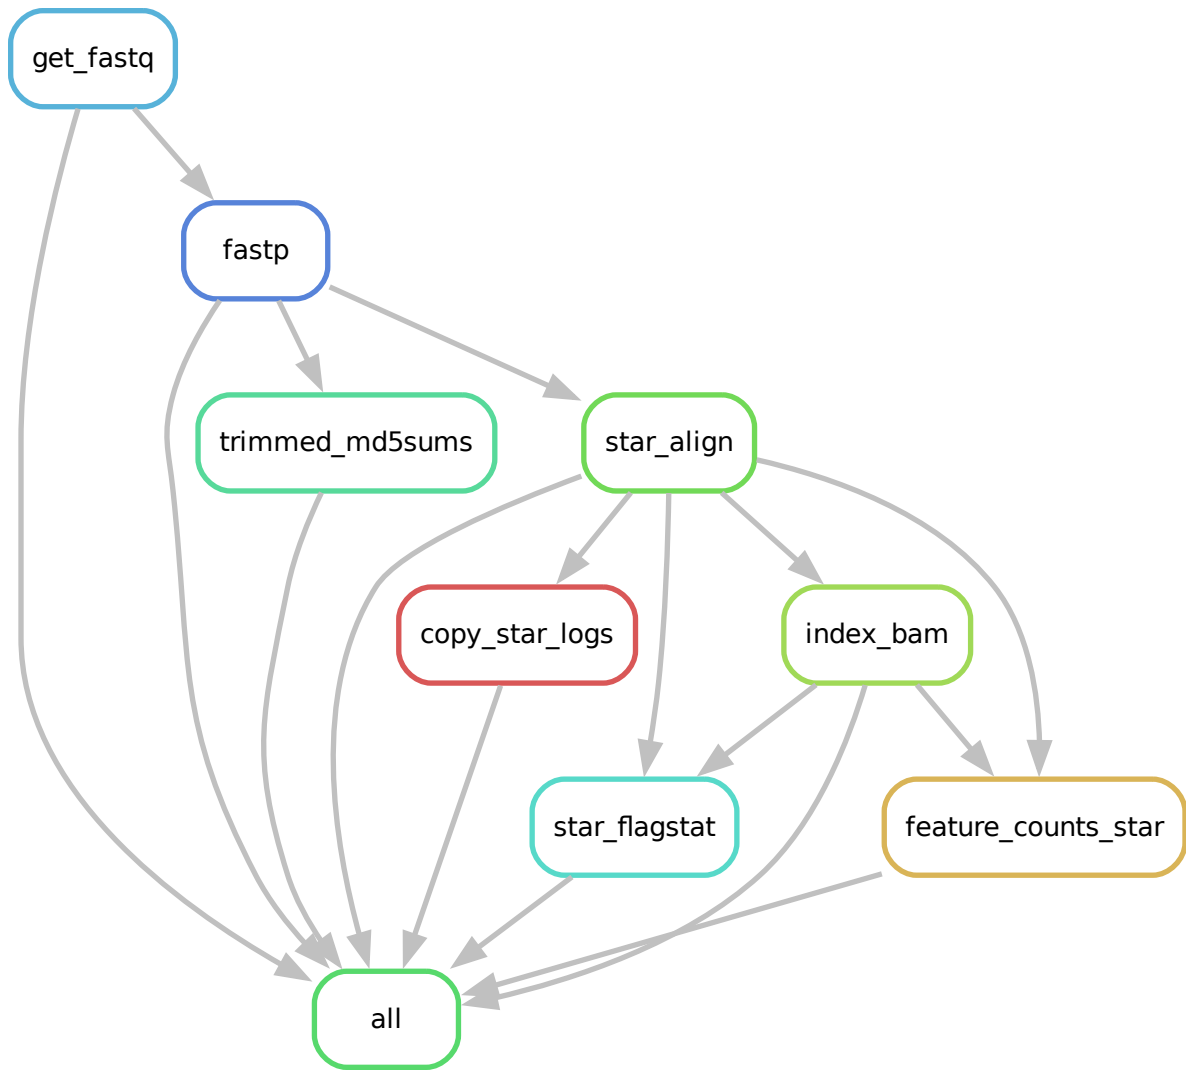 get_fastq
fastp
trimmed_md5sums
star_align
copy_star_logs
index_bam
star_flagstat
feature_counts_star
all